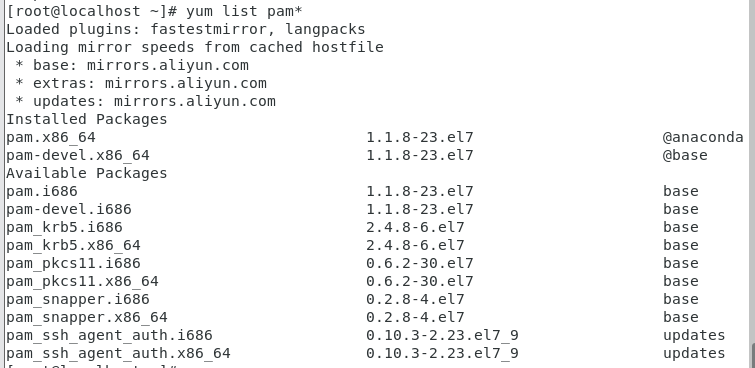 [root@localhost ~]# yum list pam*
Loaded plugins: fastestmirror, langpacks
Loading mirror speeds from cached hostfile
 * base: mirrors.aliyun.com
 * extras: mirrors.aliyun.com
 * updates: mirrors.aliyun.com
Installed Packages
pam.x86_64 1.1.8-23.el7 @anaconda
pam-devel.x86_64 1.1.8-23.el7 @base
Available Packages
pam.i686 1.1.8-23.el7 base
pam-devel.i686 1.1.8-23.el7 base
pam_krb5.i686 2.4.8-6.el7 base
pam_krb5.x86_64 2.4.8-6.el7 base
pam_pkcs11.i686 0.6.2-30.el7 base
pam_pkcs11.x86_64 0.6.2-30.el7 base
pam_snapper.i686 0.2.8-4.el7 base
pam_snapper.x86_64 0.2.8-4.el7 base
pam_ssh_agent_auth.i686 0.10.3-2.23.el7_9 updates
pam_ssh_agent_auth.x86_64 0.10.3-2.23.el7_9 updates